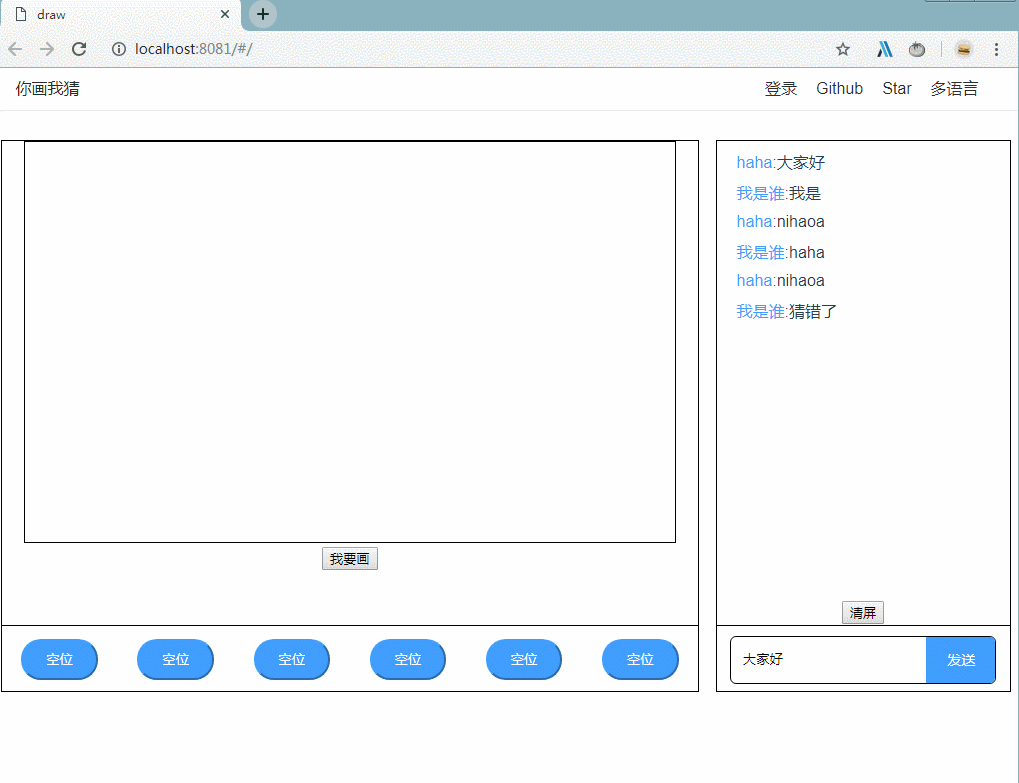 draw
localhost:8081/#/
你画我猜 登录 Github Star 多语言
haha:大家好
我是谁:我是
haha:nihaoa
我是谁:haha
haha:nihaoa
我是谁:猜错了
我要画
清屏
空位 空位 空位 空位 空位 空位
大家好 发送